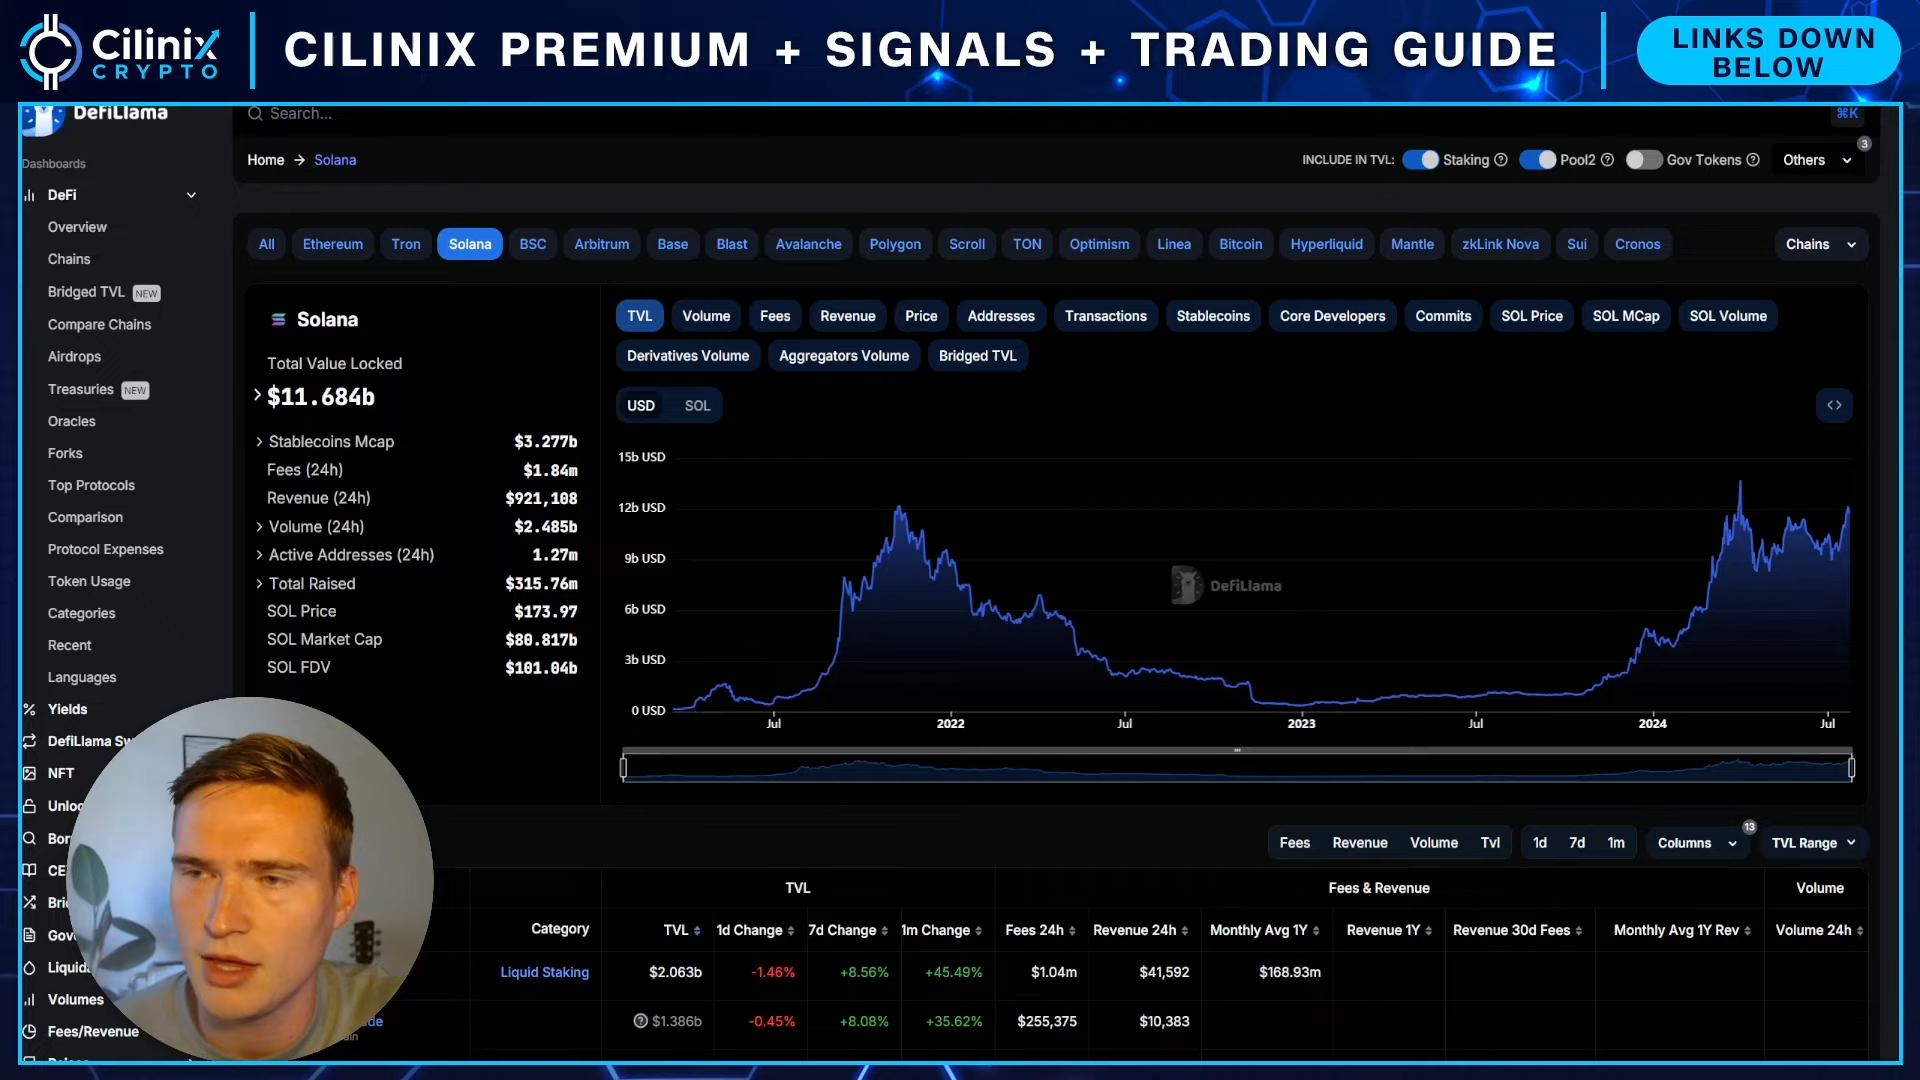 Cilinix
CRYPTO
CILINIX PREMIUM + SIGNALS + TRADING GUIDE
LINKS DOWN
BELOW
DefiLlama
Search...
⌘K
Dashboards
DeFi
Overview
Chains
Bridged TVL NEW
Compare Chains
Airdrops
Treasuries NEW
Oracles
Forks
Top Protocols
Comparison
Protocol Expenses
Token Usage
Categories
Recent
Languages
Yields
NFT
Volumes
Fees/Revenue
Home → Solana
INCLUDE IN TVL: Staking Pool2 Gov Tokens Others 3
All Ethereum Tron Solana BSC Arbitrum Base Blast Avalanche Polygon Scroll TON Optimism Linea Bitcoin Hyperliquid Mantle zkLink Nova Sui Cronos Chains
Solana
Total Value Locked
$11.684b
Stablecoins Mcap $3.277b
Fees (24h) $1.84m
Revenue (24h) $921,108
Volume (24h) $2.485b
Active Addresses (24h) 1.27m
Total Raised $315.76m
SOL Price $173.97
SOL Market Cap $80.817b
SOL FDV $101.04b
TVL Volume Fees Revenue Price Addresses Transactions Stablecoins Core Developers Commits SOL Price SOL MCap SOL Volume
Derivatives Volume Aggregators Volume Bridged TVL
USD SOL
15b USD
12b USD
9b USD
6b USD
3b USD
0 USD
DefiLlama
Jul 2022 Jul 2023 Jul 2024 Jul
Fees Revenue Volume Tvl 1d 7d 1m Columns 13 TVL Range
TVL Fees & Revenue Volume
Category TVL 1d Change 7d Change 1m Change Fees 24h Revenue 24h Monthly Avg 1Y Revenue 1Y Revenue 30d Fees Monthly Avg 1Y Rev Volume 24h
Liquid Staking $2.063b -1.46% +8.56% +45.49% $1.04m $41,592 $168.93m
$1.386b -0.45% +8.08% +35.62% $255,375 $10,383